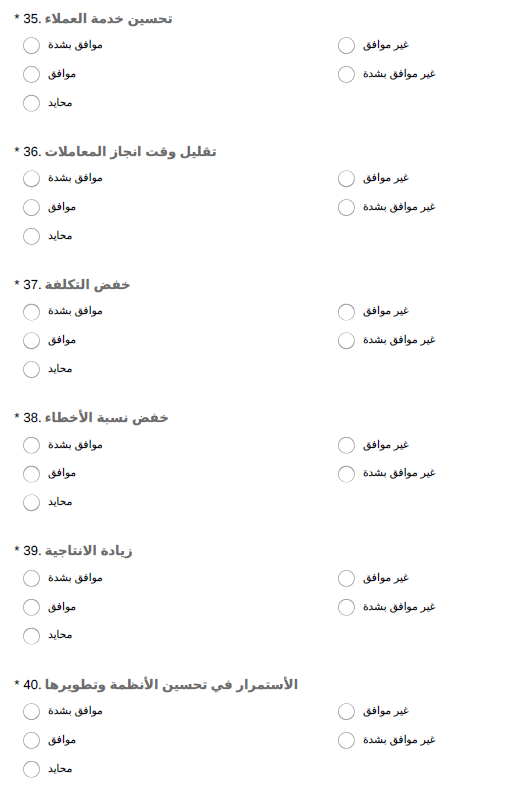 * 35. تحسين خدمة العملاء
موافق بشدة
غير موافق
موافق
غير موافق بشدة
محايد
* 36. تقليل وقت انجاز المعاملات
موافق بشدة
غير موافق
موافق
غير موافق بشدة
محايد
* 37. خفض التكلفة
موافق بشدة
غير موافق
موافق
غير موافق بشدة
محايد
* 38. خفض نسبة الأخطاء
موافق بشدة
غير موافق
موافق
غير موافق بشدة
محايد
* 39. زيادة الانتاجية
موافق بشدة
غير موافق
موافق
غير موافق بشدة
محايد
* 40. الأستمرار في تحسين الأنظمة وتطويرها
موافق بشدة
غير موافق
موافق
غير موافق بشدة
محايد